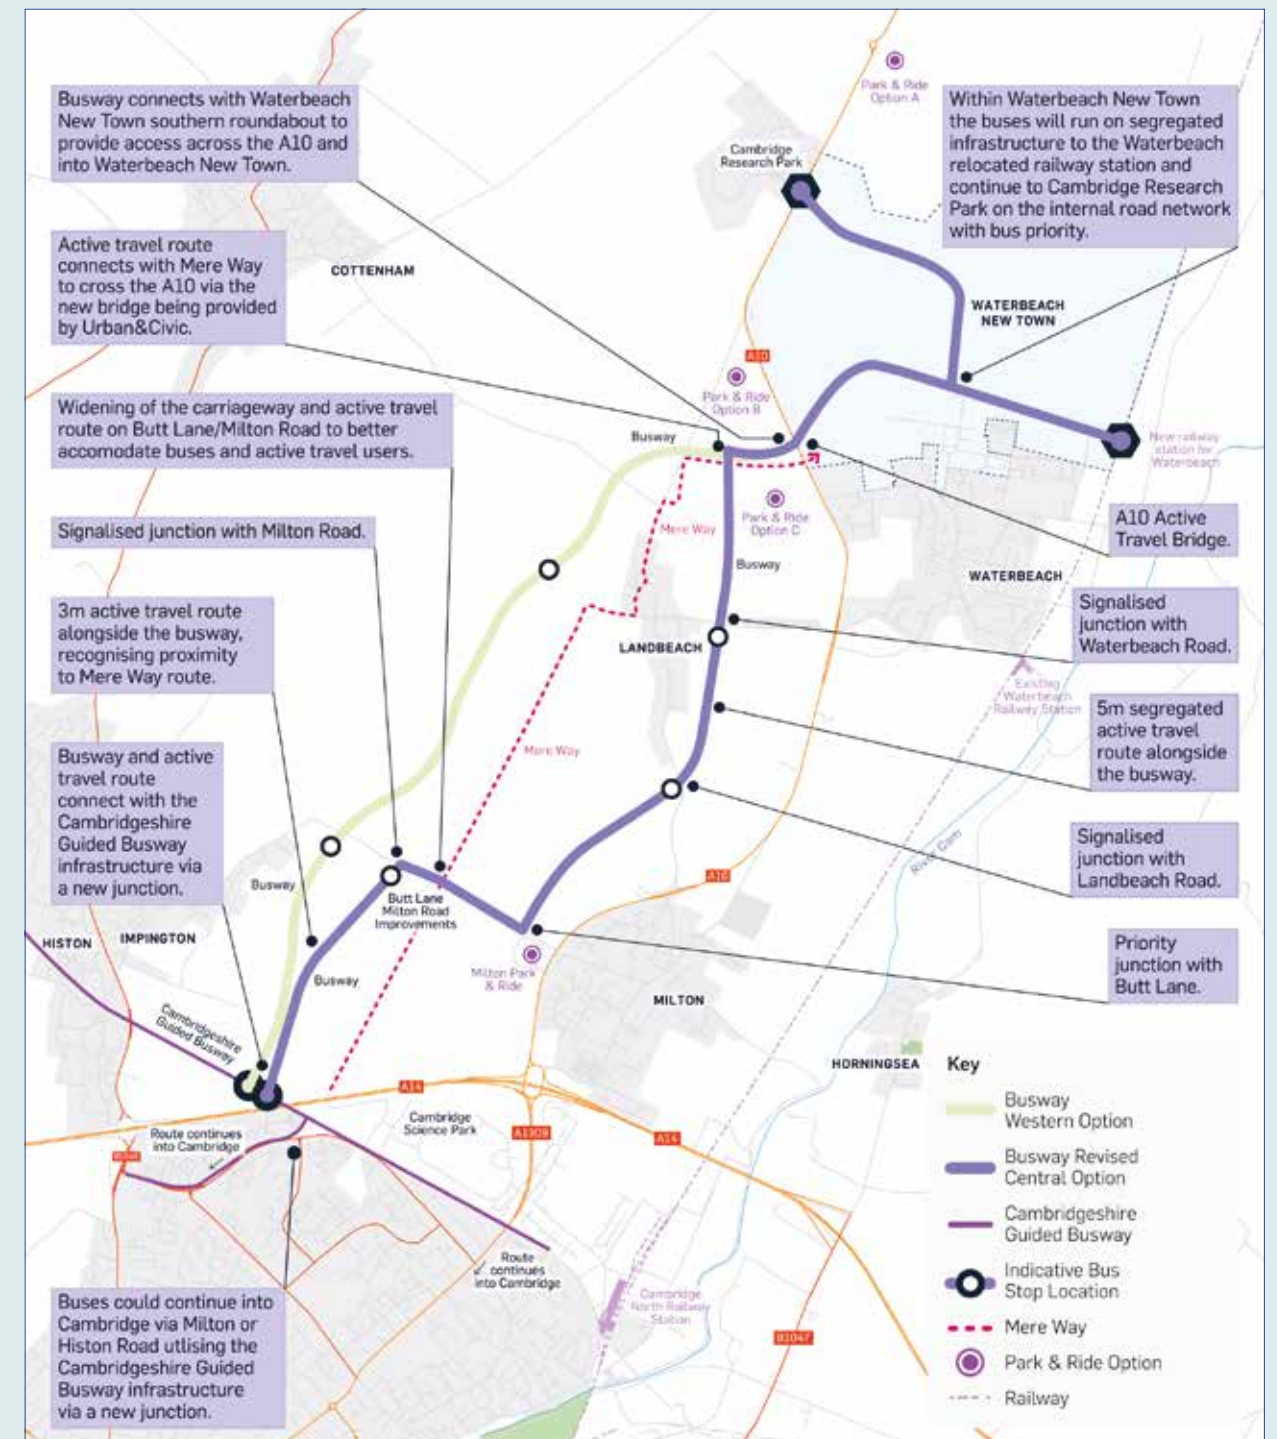 Busway connects with Waterbeach
New Town southern roundabout to
provide access across the A10 and
into Waterbeach New Town.
Active travel route
connects with Mere Way
to cross the A10 via the
new bridge being provided
by Urban&Civic.
Widening of the carriageway and active travel
route on Butt Lane/Milton Road to better
accomodate buses and active travel users.
Signalised junction with Milton Road.
3m active travel route
alongside the busway,
recognising proximity
to Mere Way route.
Busway and active
travel route
connect with the
Cambridgeshire
Guided Busway
infrastructure via
a new junction.
Buses could continue into
Cambridge via Milton or
Histon Road utlising the
Cambridgeshire Guided
Busway infrastructure
via a new junction.
Within Waterbeach New Town
the buses will run on segregated
infrastructure to the Waterbeach
relocated railway station and
continue to Cambridge Research
Park on the internal road network
with bus priority.
A10 Active
Travel Bridge.
Signalised
junction with
Waterbeach Road.
5m segregated
active travel
route alongside
the busway.
Signalised
junction with
Landbeach Road.
Priority
junction with
Butt Lane.
Park & Ride
Option A
Cambridge
Research Park
COTTENHAM
WATERBEACH
NEW TOWN
A10
Park & Ride
Option B
Busway
New railway
station for
Waterbeach
Park & Ride
Option C
Mere Way
Busway
WATERBEACH
LANDBEACH
Existing
Waterbeach
Railway Station
Mere Way
River Cam
A10
Busway
Butt Lane
Milton Road
Improvements
HISTON
IMPINGTON
Busway
Milton Park
& Ride
MILTON
Cambridgeshire
Guided Busway
HORNINGSEA
A14
Cambridge
Science Park
A1309
A14
Route continues
into Cambridge
Route
continues
into Cambridge
Cambridge
North Railway
Station
B1047
Key
Busway
Western Option
Busway Revised
Central Option
Cambridgeshire
Guided Busway
Indicative Bus
Stop Location
Mere Way
Park & Ride Option
Railway